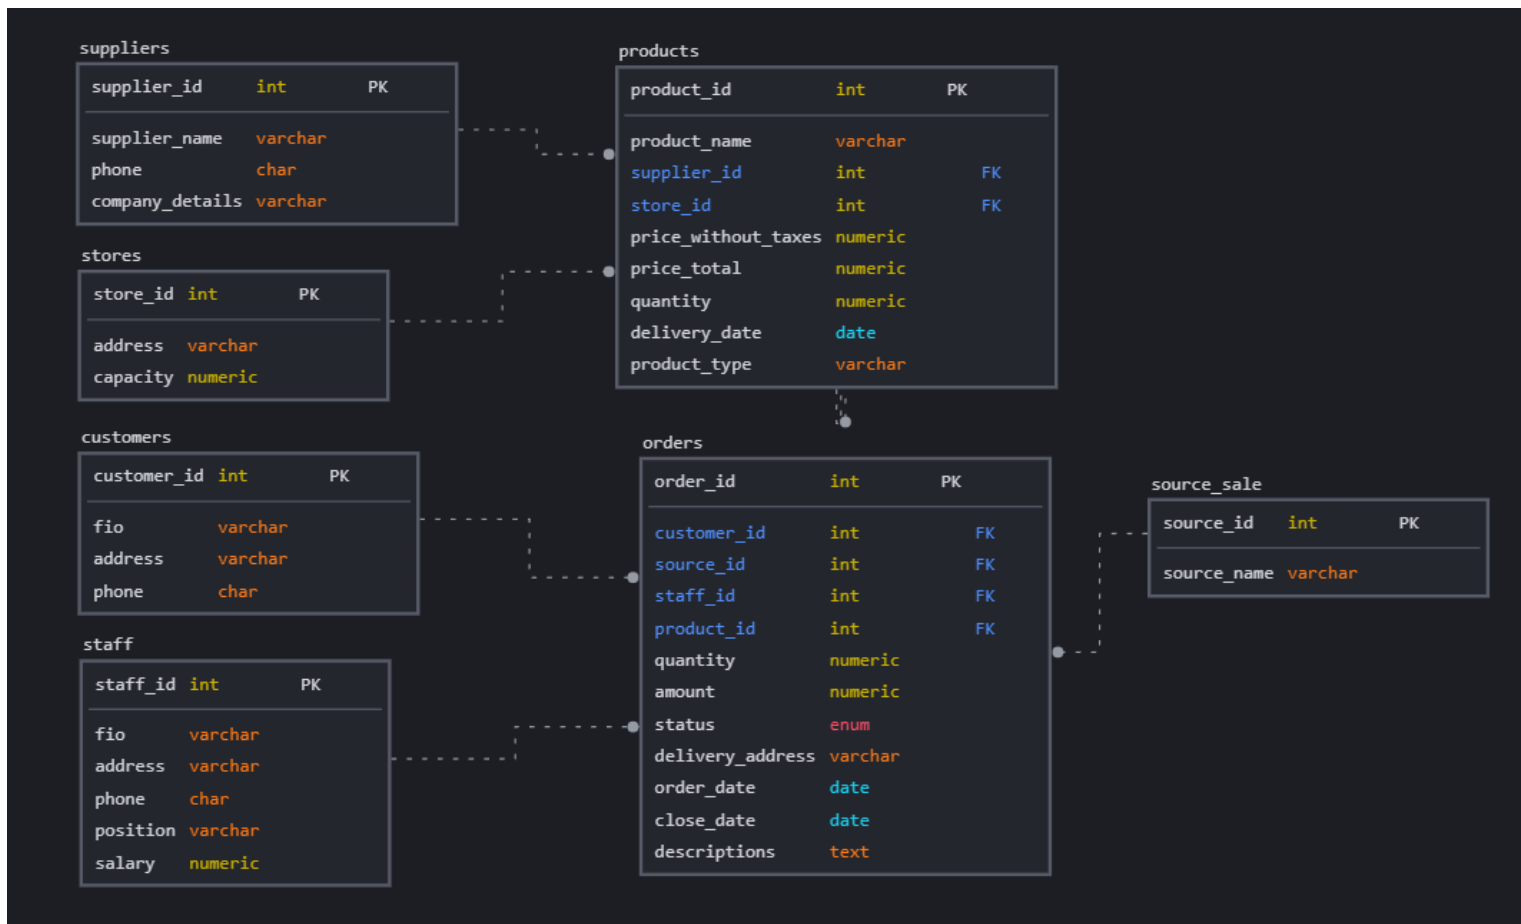 suppliers
supplier_id int PK
supplier_name varchar
phone char
company_details varchar
products
product_id int PK
product_name varchar
supplier_id int FK
store_id int FK
price_without_taxes numeric
price_total numeric
quantity numeric
delivery_date date
product_type varchar
stores
store_id int PK
address varchar
capacity numeric
customers
customer_id int PK
fio varchar
address varchar
phone char
orders
order_id int PK
customer_id int FK
source_id int FK
staff_id int FK
product_id int FK
quantity numeric
amount numeric
status enum
delivery_address varchar
order_date date
close_date date
descriptions text
source_sale
source_id int PK
source_name varchar
staff
staff_id int PK
fio varchar
address varchar
phone char
position varchar
salary numeric